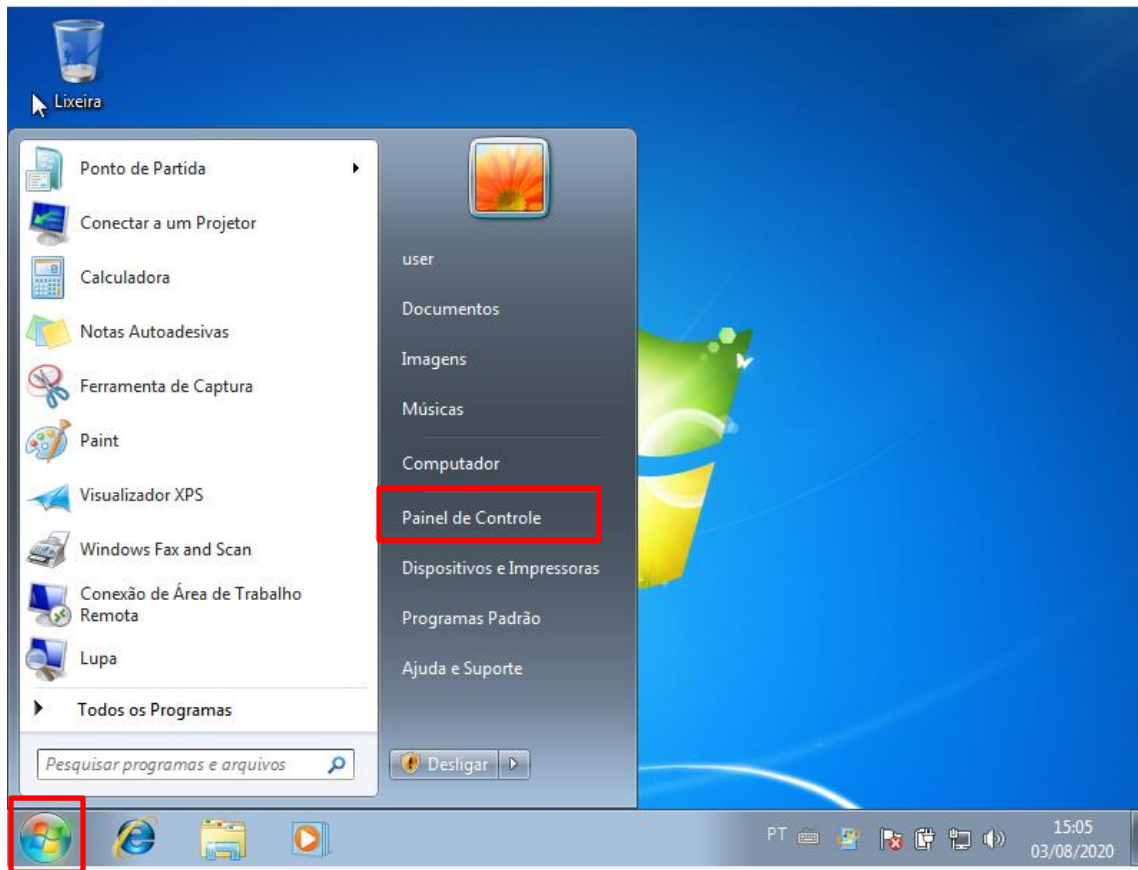 Lixeira
Ponto de Partida
Conectar a um Projetor
Calculadora
Notas Autoadesivas
Ferramenta de Captura
Paint
Visualizador XPS
Windows Fax and Scan
Conexão de Área de Trabalho
Remota
Lupa
Todos os Programas
Pesquisar programas e arquivos
user
Documentos
Imagens
Músicas
Computador
Painel de Controle
Dispositivos e Impressoras
Programas Padrão
Ajuda e Suporte
Desligar
PT
15:05
03/08/2020